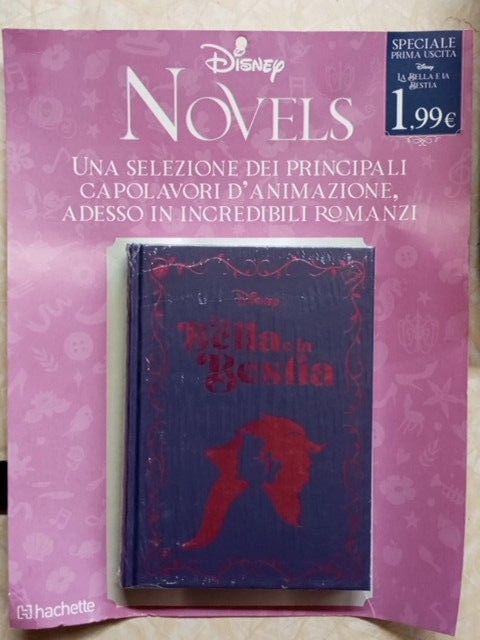 Disney
NOVELS
UNA SELEZIONE DEI PRINCIPALI
CAPOLAVORI D'ANIMAZIONE,
ADESSO IN INCREDIBILI ROMANZI
SPECIALE
PRIMA USCITA
Disney
LA BELLA E LA
BESTIA
1,99€
Disney
La
Bella e la
Bestia
hachette